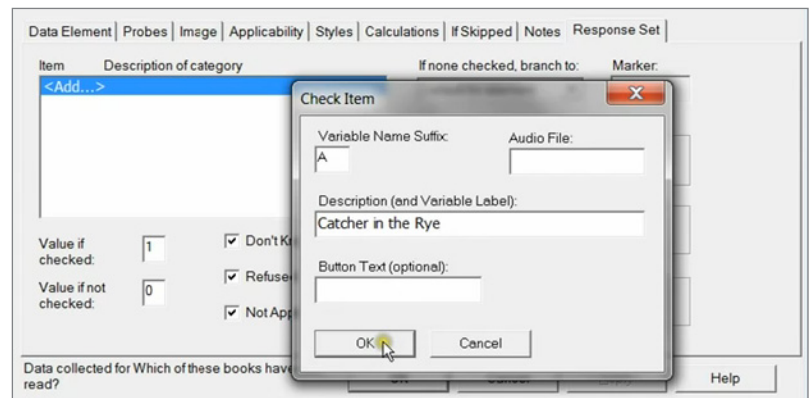 Data Element Probes Image Applicability Styles Calculations If Skipped Notes Response Set
Item Description of category If none checked, branch to: Marker:
<Add...>
Check Item
Variable Name Suffix: Audio File:
A
Description (and Variable Label):
Catcher in the Rye
Button Text (optional):
OK Cancel
Value if checked: 1
Value if not checked: 0
Don't Kn
Refuse
Not App
Data collected for Which of these books have
read?
Help